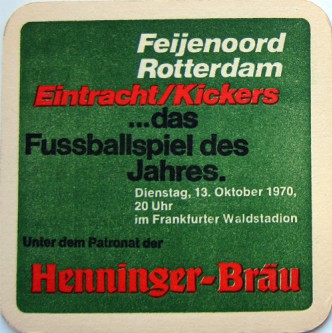 Feijenoord
Rotterdam
Eintracht/Kickers
...das
Fussballspiel des
Jahres.
Dienstag, 13. Oktober 1970,
20 Uhr
im Frankfurter Waldstadion
Unter dem Patronat der
Henninger-Bräu